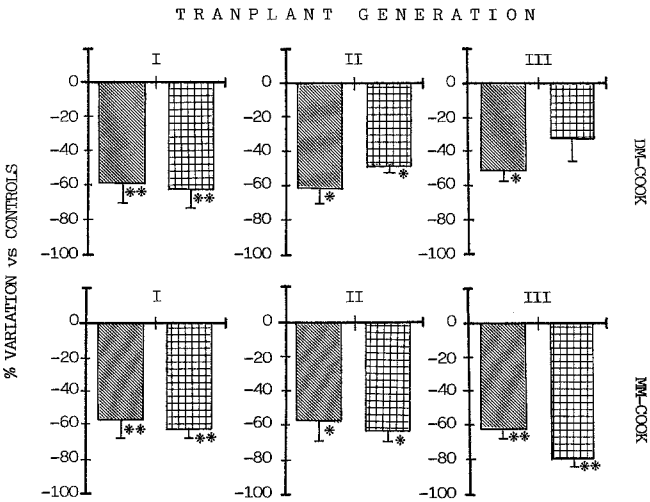 TRANPLANT GENERATION
I II III
0 0 0
-20 -20 -20
-40 -40 -40
-60 -60 -60
** ** * * *
-80 -80 -80
-100 -100 -100
DM-COOK
% VARIATION vs CONTROLS
I II III
0 0 0
-20 -20 -20
-40 -40 -40
-60 -60 -60
** ** * * ** **
-80 -80 -80
-100 -100 -100
MM-COOK